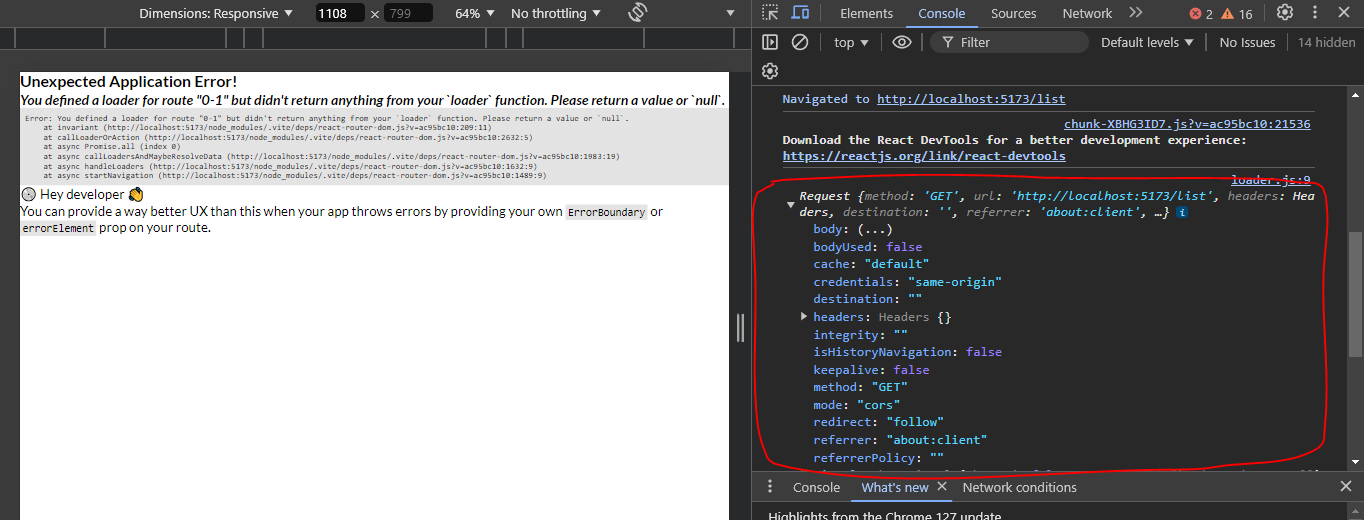 Dimensions: Responsive 1108 × 799 64% No throttling
Elements Console Sources Network 2 16
top Filter Default levels No Issues 14 hidden
Unexpected Application Error!
You defined a loader for route "0-1" but didn't return anything from your `loader` function. Please return a value or `null`.
Error: You defined a loader for route "0-1" but didn't return anything from your `loader` function. Please return a value or `null`.
at invariant (http://localhost:5173/node_modules/.vite/deps/react-router-dom.js?v=ac95bc10:209:11)
at callLoaderOrAction (http://localhost:5173/node_modules/.vite/deps/react-router-dom.js?v=ac95bc10:2632:5)
at async Promise.all (index 0)
at async callLoadersAndMaybeResolveData (http://localhost:5173/node_modules/.vite/deps/react-router-dom.js?v=ac95bc10:1983:19)
at async handleLoaders (http://localhost:5173/node_modules/.vite/deps/react-router-dom.js?v=ac95bc10:1632:9)
at async startNavigation (http://localhost:5173/node_modules/.vite/deps/react-router-dom.js?v=ac95bc10:1489:9)
💿 Hey developer 👋
You can provide a way better UX than this when your app throws errors by providing your own ErrorBoundary or
errorElement prop on your route.
Navigated to http://localhost:5173/list
chunk-XBHG3ID7.js?v=ac95bc10:21536
Download the React DevTools for a better development experience:
https://reactjs.org/link/react-devtools
loader.js:9
Request {method: 'GET', url: 'http://localhost:5173/list', headers: Hea
ders, destination: '', referrer: 'about:client', …}
body: (...)
bodyUsed: false
cache: "default"
credentials: "same-origin"
destination: ""
headers: Headers {}
integrity: ""
isHistoryNavigation: false
keepalive: false
method: "GET"
mode: "cors"
redirect: "follow"
referrer: "about:client"
referrerPolicy: ""
Console What's new Network conditions
Highlights from the Chrome 127 update